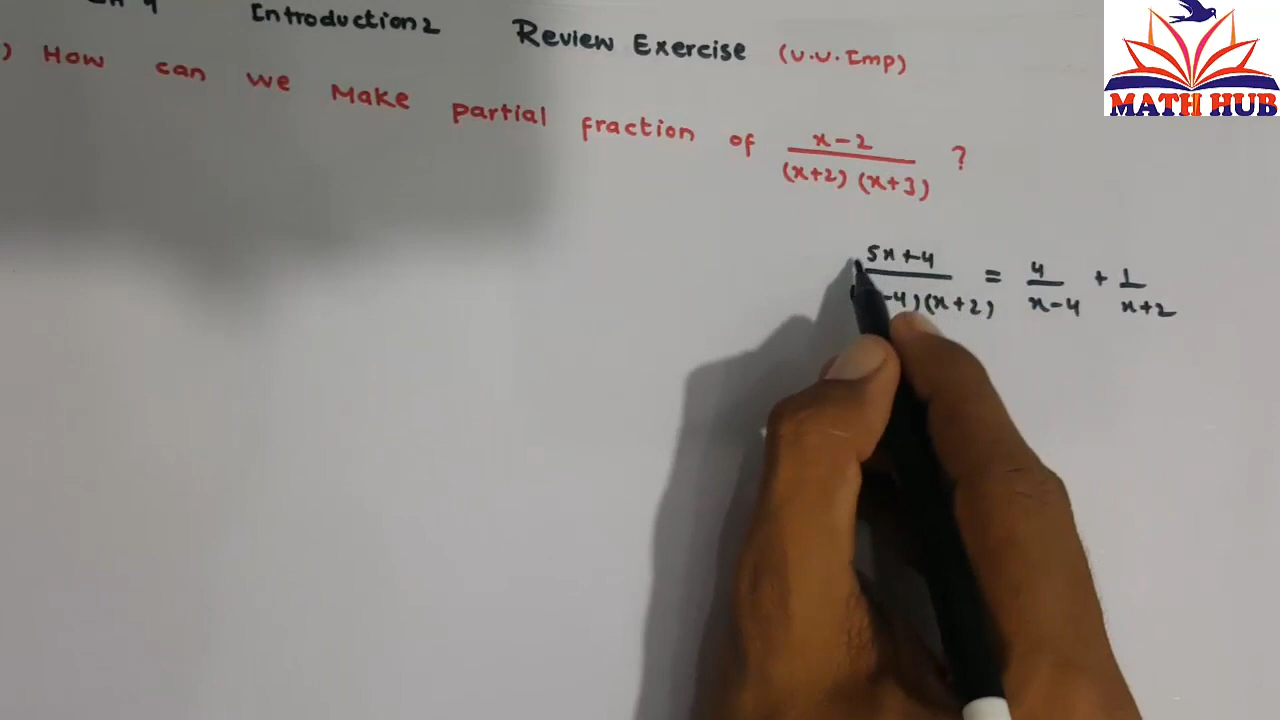 4 Introduction2 Review Exercise (V.V.Imp)
) How can we Make partial fraction of x-2 / (x+2) (x+3) ?
5x+4 / -4)(x+2) = 4 / x-4 + 1 / x+2
MATH HUB